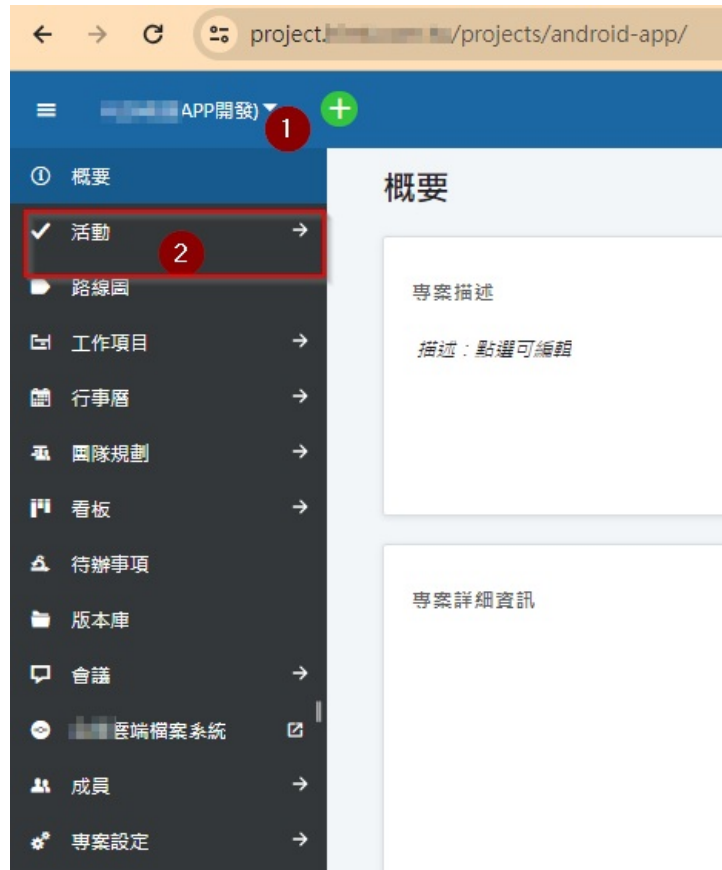 project.
/projects/android-app/
APP開發)
1
概要
活動
2
路線圖
工作項目
行事曆
團隊規劃
看板
待辦事項
版本庫
會議
雲端檔案系統
成員
專案設定
概要
專案描述
描述：點選可編輯
專案詳細資訊